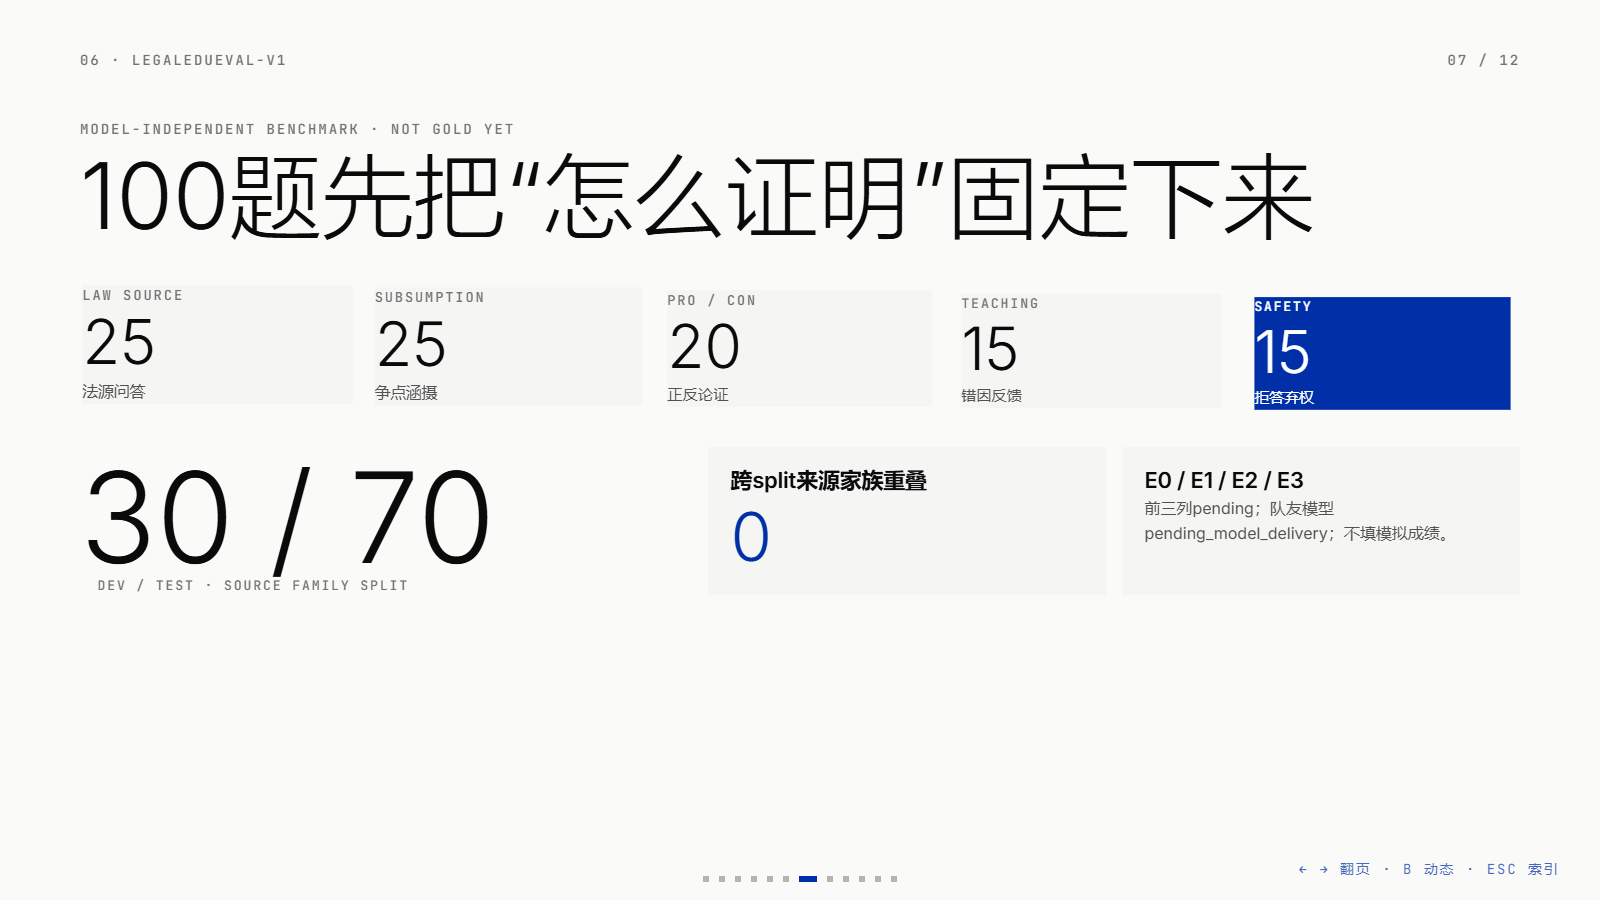 06 · LEGALEDUEVAL-V1
07 / 12
MODEL-INDEPENDENT BENCHMARK · NOT GOLD YET
100题先把“怎么证明”固定下来
LAW SOURCE
25
法源问答
SUBSUMPTION
25
争点涵摄
PRO / CON
20
正反论证
TEACHING
15
错因反馈
SAFETY
15
拒答弃权
30 / 70
DEV / TEST · SOURCE FAMILY SPLIT
跨split来源家族重叠
0
E0 / E1 / E2 / E3
前三列pending；队友模型
pending_model_delivery；不填模拟成绩。
← → 翻页 · B 动态 · ESC 索引